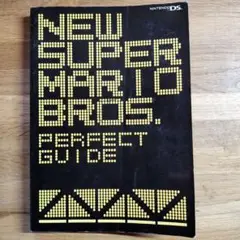 NINTENDO DS
NEW
SUPER
MARIO
BROS.
PERFECT
GUIDE